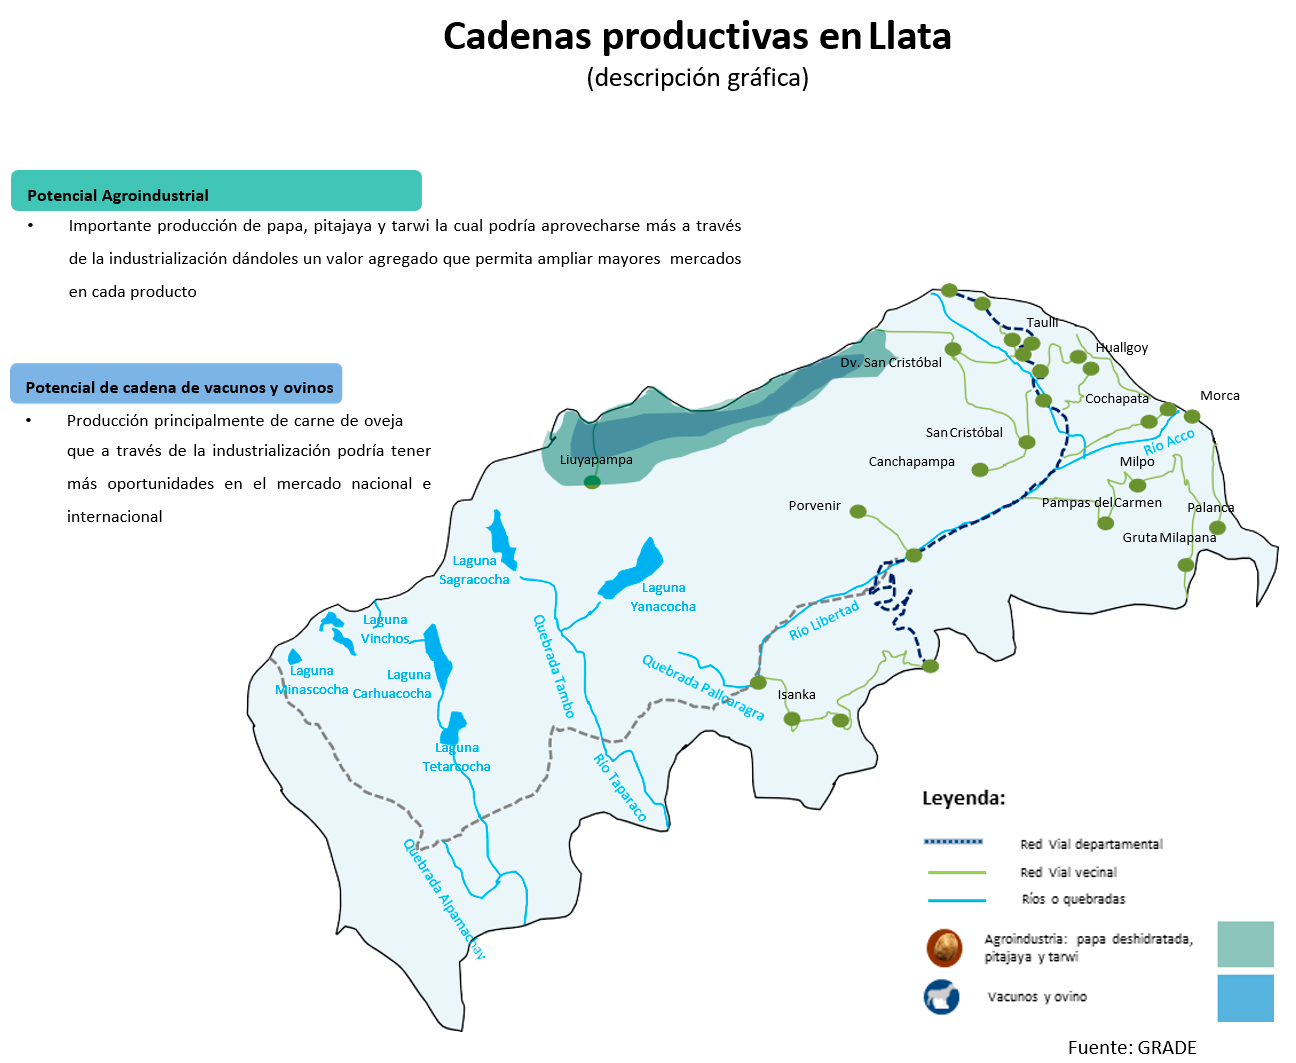 Cadenas productivas en Llata
(descripción gráfica)
Potencial Agroindustrial
• Importante producción de papa, pitajaya y tarwi la cual podría aprovecharse más a través
de la industrialización dándoles un valor agregado que permita ampliar mayores mercados
en cada producto
Potencial de cadena de vacunos y ovinos
• Producción principalmente de carne de oveja
que a través de la industrialización podría tener
más oportunidades en el mercado nacional e
internacional
Taulli
Huallgoy
Dv. San Cristóbal
Cochapata
Morca
San Cristóbal
Río Acco
Canchapampa
Milpo
Liuyapampa
Porvenir
Pampas del Carmen
Palanca
Gruta Milapana
Laguna
Sagracocha
Laguna
Yanacocha
Laguna
Vinchos
Río Libertad
Quebrada Tambo
Laguna
Minascocha
Laguna
Carhuacocha
Quebrada Pallcaragra
Isanka
Laguna
Tetarcocha
Río Taparaco
Quebrada Alpamachay
Leyenda:
Red Vial departamental
Red Vial vecinal
Ríos o quebradas
Agroindustria: papa deshidratada,
pitajaya y tarwi
Vacunos y ovino
Fuente: GRADE